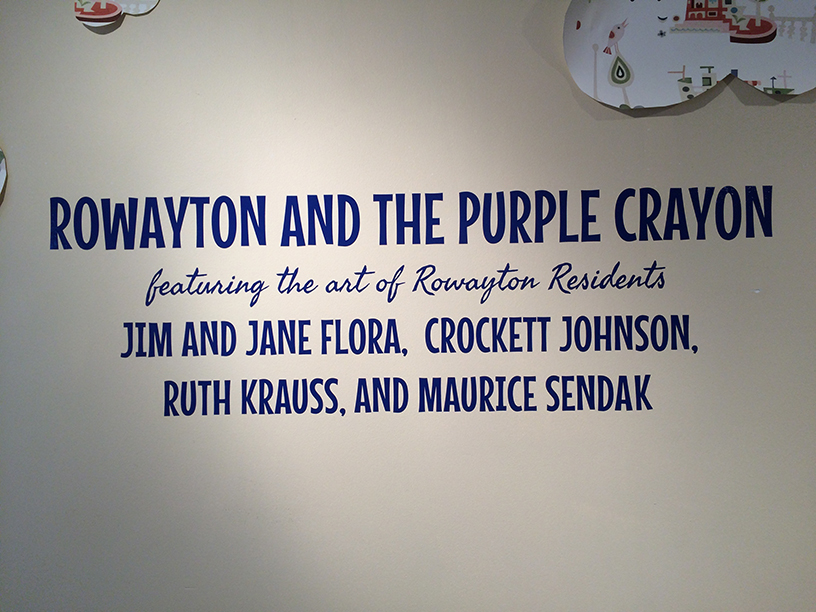 ROWAYTON AND THE PURPLE CRAYON
featuring the art of Rowayton Residents
JIM AND JANE FLORA, CROCKETT JOHNSON,
RUTH KRAUSS, AND MAURICE SENDAK